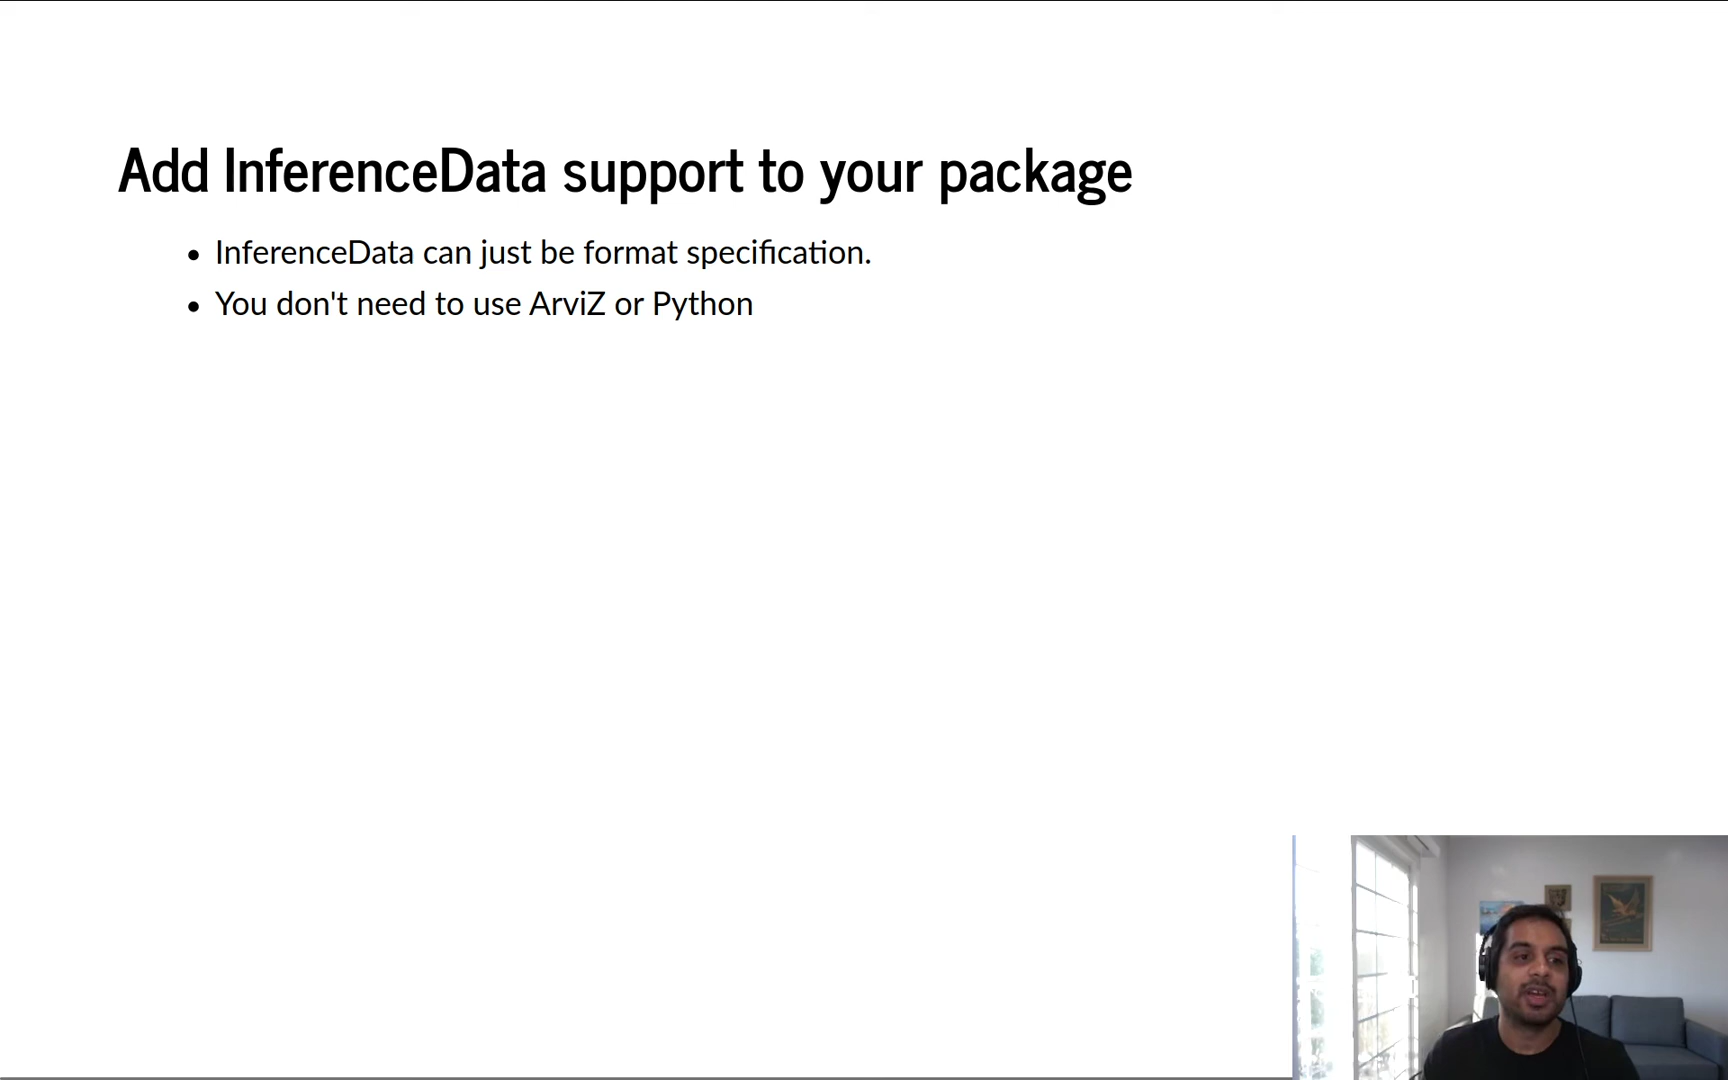 Add InferenceData support to your package
• InferenceData can just be format specification.
• You don't need to use ArviZ or Python